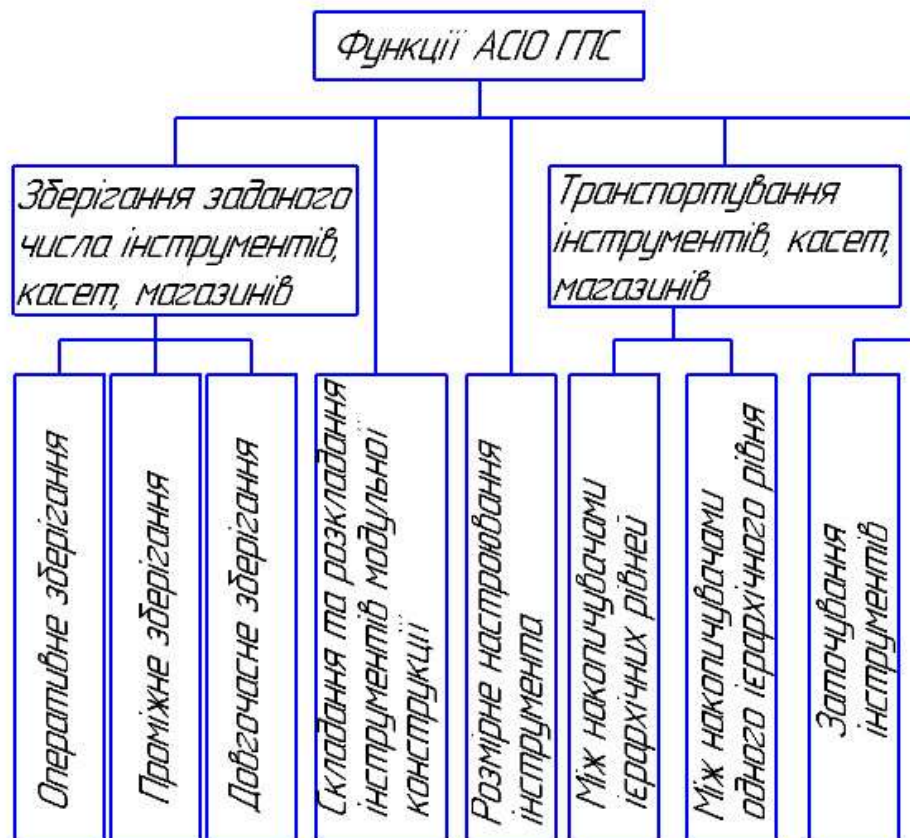 Функції АСІО ГПС
Зберігання заданого
числа інструментів,
касет, магазинів
Транспортування
інструментів, касет,
магазинів
Оперативне зберігання
Проміжне зберігання
Довгочасне зберігання
Складання та розкладання
інструментів модульної
конструкції
Розмірне настроювання
інструмента
Між накопичувачами
ієрархічних рівней
Між накопичувачами
одного ієрархічного рівня
Заточування
інструментів